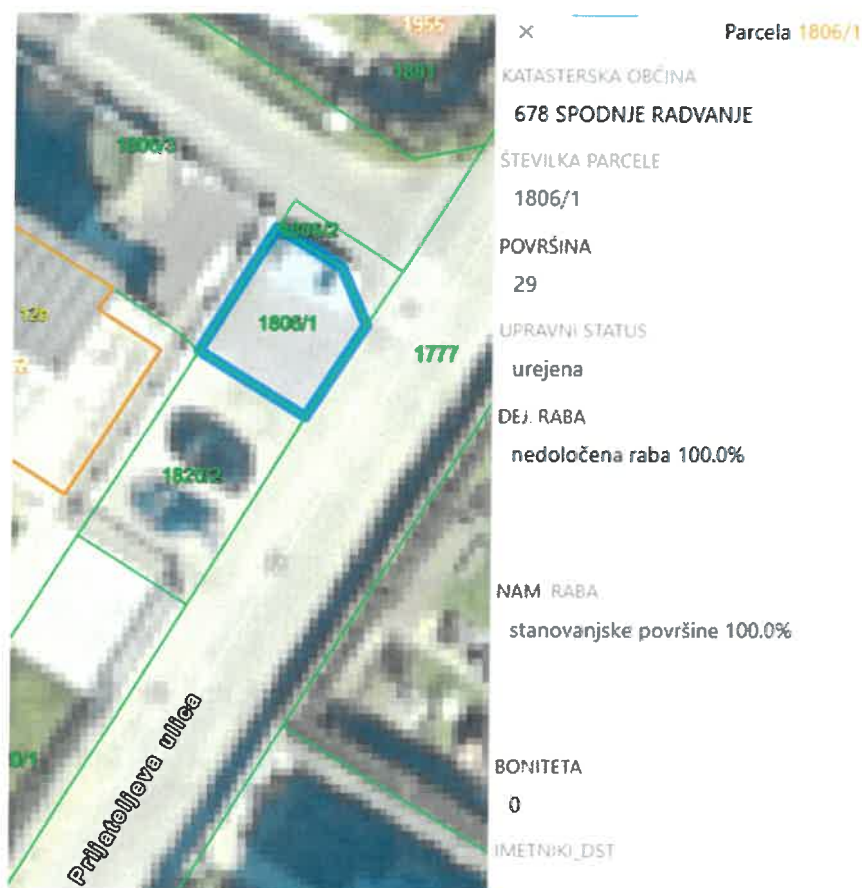 1955
1801
1806/3
1806/2
1806/1
1777
1820/2
Prijateljeva ulica
× Parcela 1806/1
KATASTERSKA OBČINA
678 SPODNJE RADVANJE
ŠTEVILKA PARCELE
1806/1
POVRŠINA
29
UPRAVNI STATUS
urejena
DEJ. RABA
nedoločena raba 100.0%
NAM RABA
stanovanjske površine 100.0%
BONITETA
0
IMETNIKI_DST